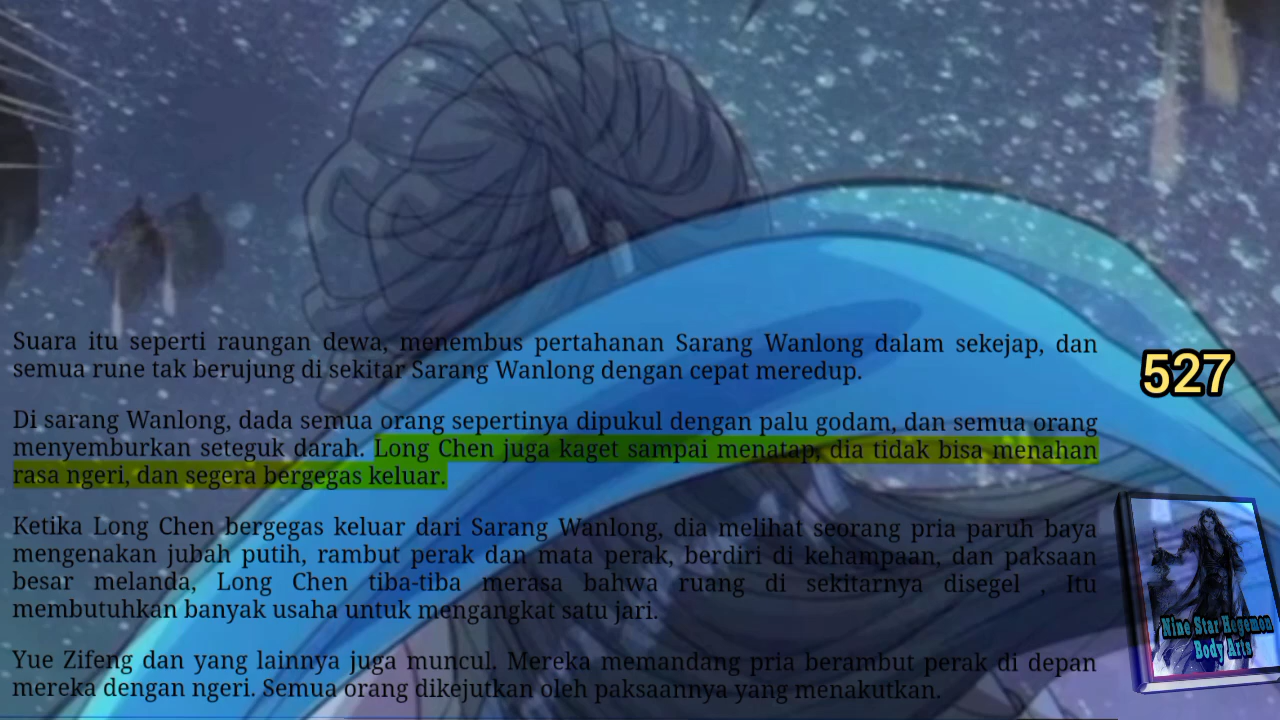 Suara itu seperti raungan dewa, menembus pertahanan Sarang Wanlong dalam sekejap, dan
semua rune tak berujung di sekitar Sarang Wanlong dengan cepat meredup.
527
Di sarang Wanlong, dada semua orang sepertinya dipukul dengan palu godam, dan semua orang
menyemburkan seteguk darah. Long Chen juga kaget sampai menatap, dia tidak bisa menahan
rasa ngeri, dan segera bergegas keluar.
Ketika Long Chen bergegas keluar dari Sarang Wanlong, dia melihat seorang pria paruh baya
mengenakan jubah putih, rambut perak dan mata perak, berdiri di kehampaan, dan paksaan
besar melanda, Long Chen tiba-tiba merasa bahwa ruang di sekitarnya disegel , Itu
membutuhkan banyak usaha untuk mengangkat satu jari.
Yue Zifeng dan yang lainnya juga muncul. Mereka memandang pria berambut perak di depan
mereka dengan ngeri. Semua orang dikejutkan oleh paksaannya yang menakutkan.
Nine Star Hegemon
Body Arts